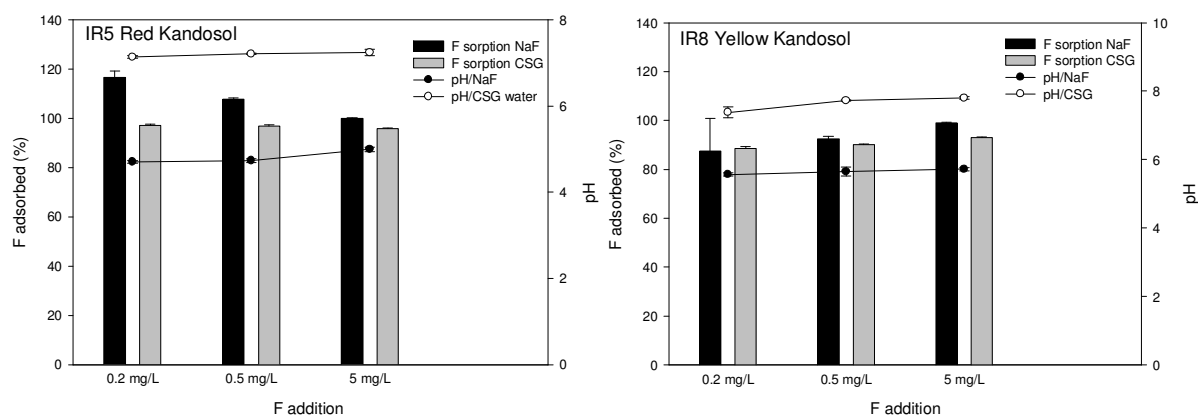 IR5 Red Kandosol
F sorption NaF
F sorption CSG
pH/NaF
pH/CSG water
F adsorbed (%)
140
120
100
80
60
40
20
0
8
6
4
2
0
pH
0.2 mg/L
0.5 mg/L
5 mg/L
F addition
IR8 Yellow Kandosol
F sorption NaF
F sorption CSG
pH/NaF
pH/CSG
F adsorbed (%)
140
120
100
80
60
40
20
0
10
8
6
4
2
0
pH
0.2 mg/L
0.5 mg/L
5 mg/L
F addition